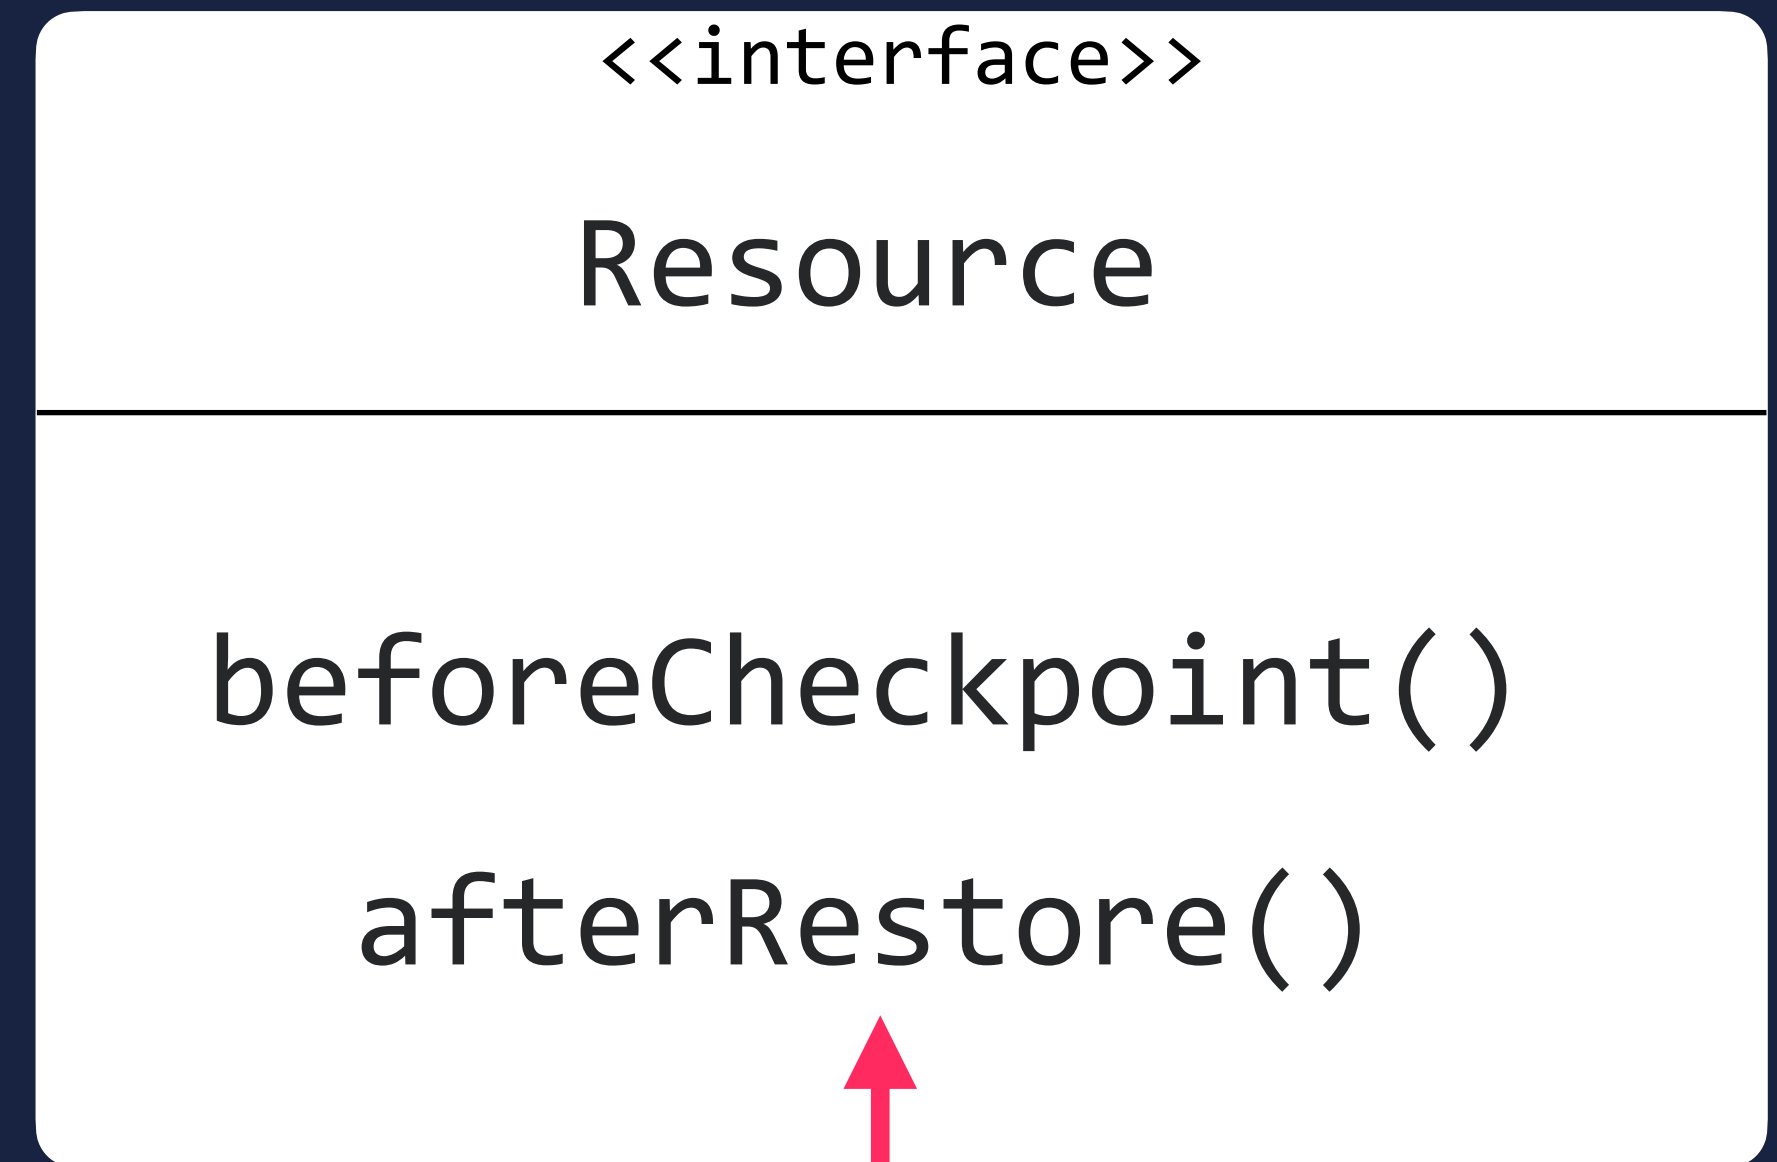 <<interface>>
Resource
beforeCheckpoint()
afterRestore()